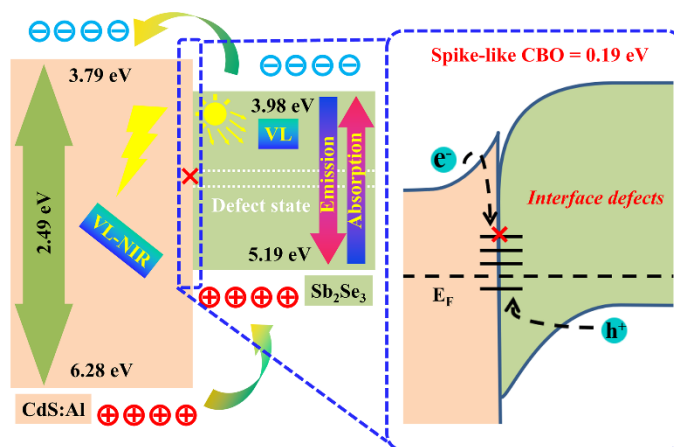 3.79 eV
2.49 eV
VL-NIR
6.28 eV
CdS:Al
3.98 eV
VL
Emission
Absorption
Defect state
5.19 eV
Sb₂Se₃
Spike-like CBO = 0.19 eV
e⁻
Interface defects
E_F
h⁺